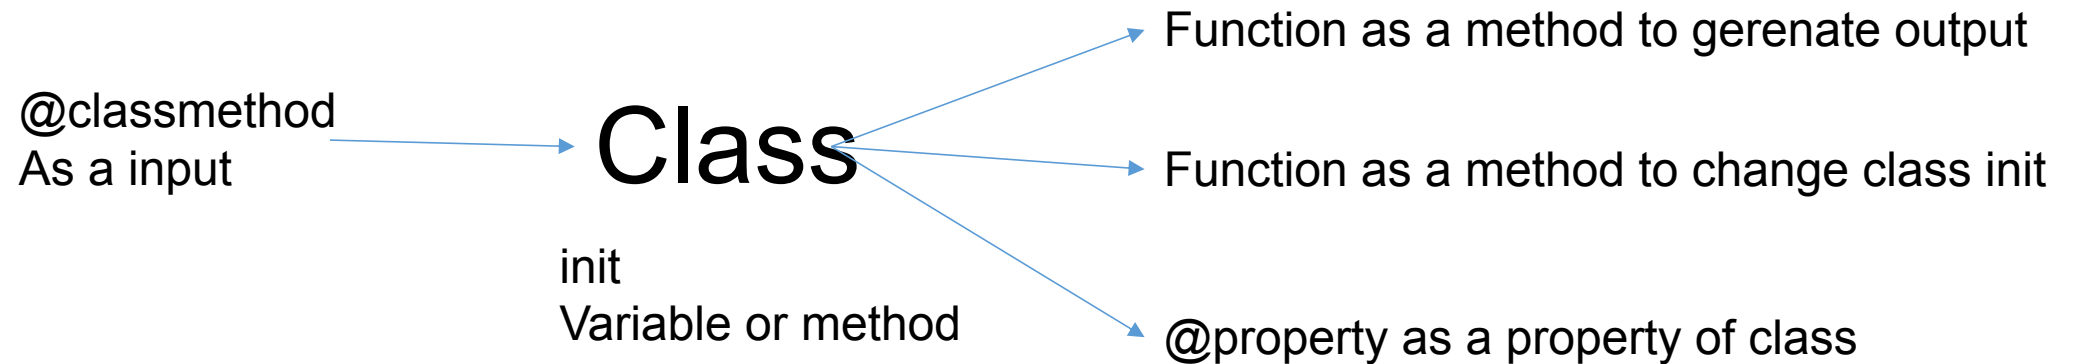 @classmethod
As a input
Class
init
Variable or method
Function as a method to gerenate output
Function as a method to change class init
@property as a property of class